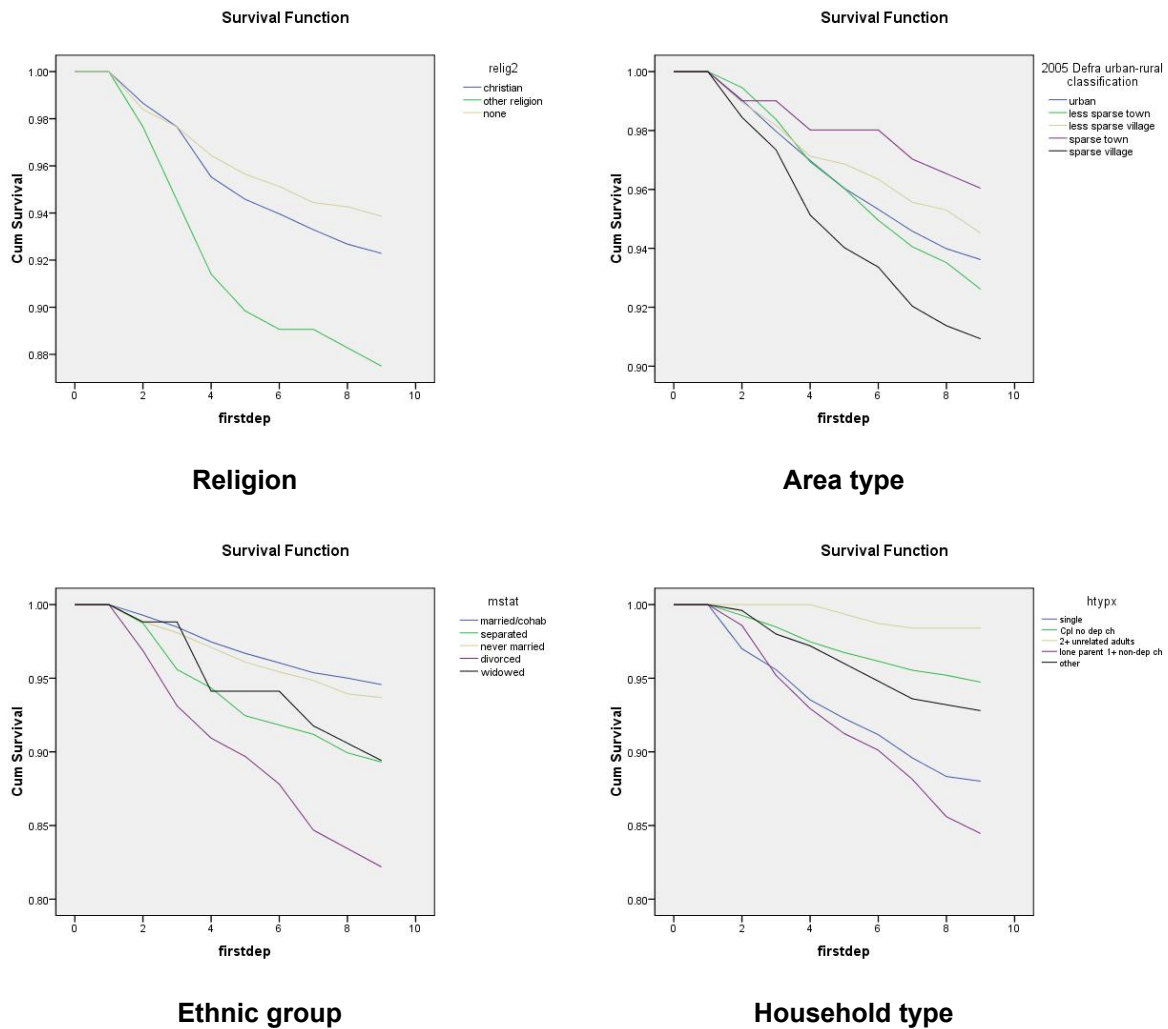 Survival Function
1.00
0.98
0.96
0.94
0.92
0.90
0.88
Cum Survival
0 2 4 6 8 10
firstdep
relig2
christian
other religion
none
Religion
Survival Function
1.00
0.98
0.96
0.94
0.92
0.90
Cum Survival
0 2 4 6 8 10
firstdep
2005 Defra urban-rural
classification
urban
less sparse town
less sparse village
sparse town
sparse village
Area type
Survival Function
1.00
0.95
0.90
0.85
0.80
Cum Survival
0 2 4 6 8 10
firstdep
mstat
married/cohab
separated
never married
divorced
widowed
Ethnic group
Survival Function
1.00
0.95
0.90
0.85
0.80
Cum Survival
0 2 4 6 8 10
firstdep
htypx
single
Cpl no dep ch
2+ unrelated adults
lone parent 1+ non-dep ch
other
Household type